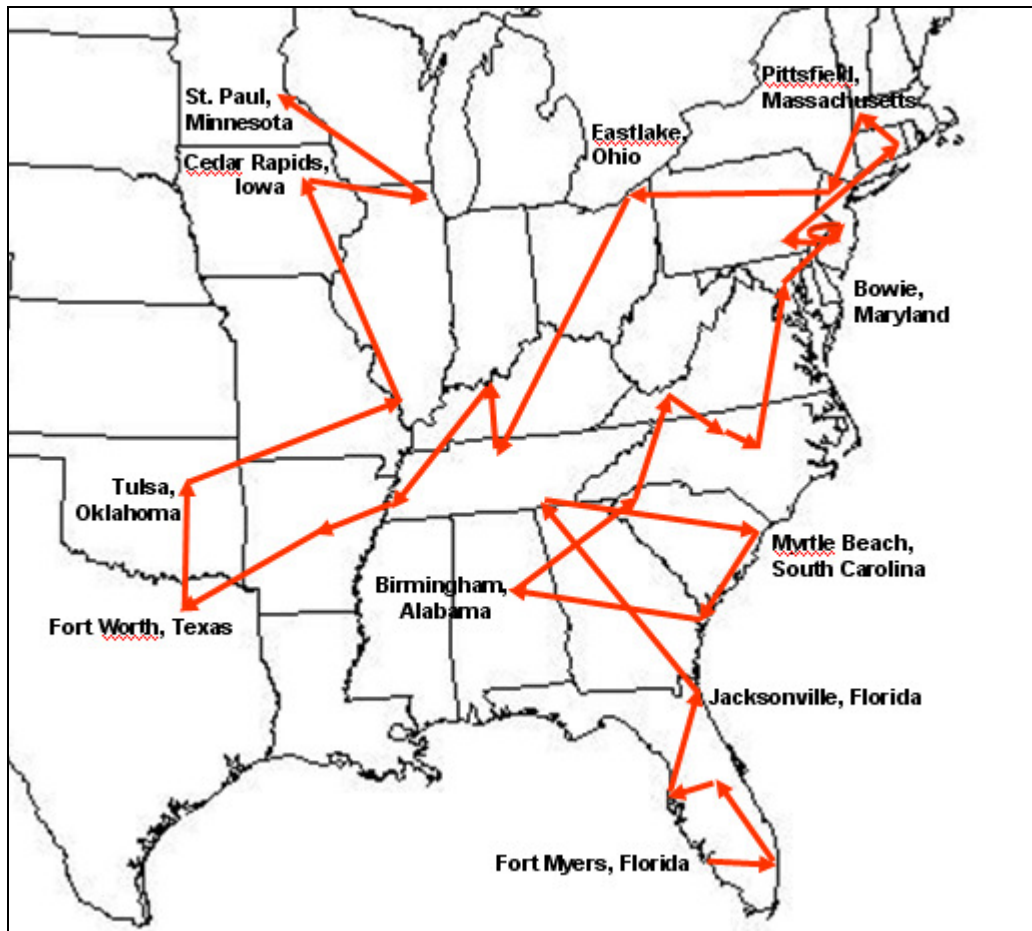 St. Paul,
Minnesota
Pittsfield,
Massachusetts
Eastlake,
Ohio
Cedar Rapids,
Iowa
Bowie,
Maryland
Tulsa,
Oklahoma
Myrtle Beach,
South Carolina
Birmingham,
Alabama
Fort Worth, Texas
Jacksonville, Florida
Fort Myers, Florida